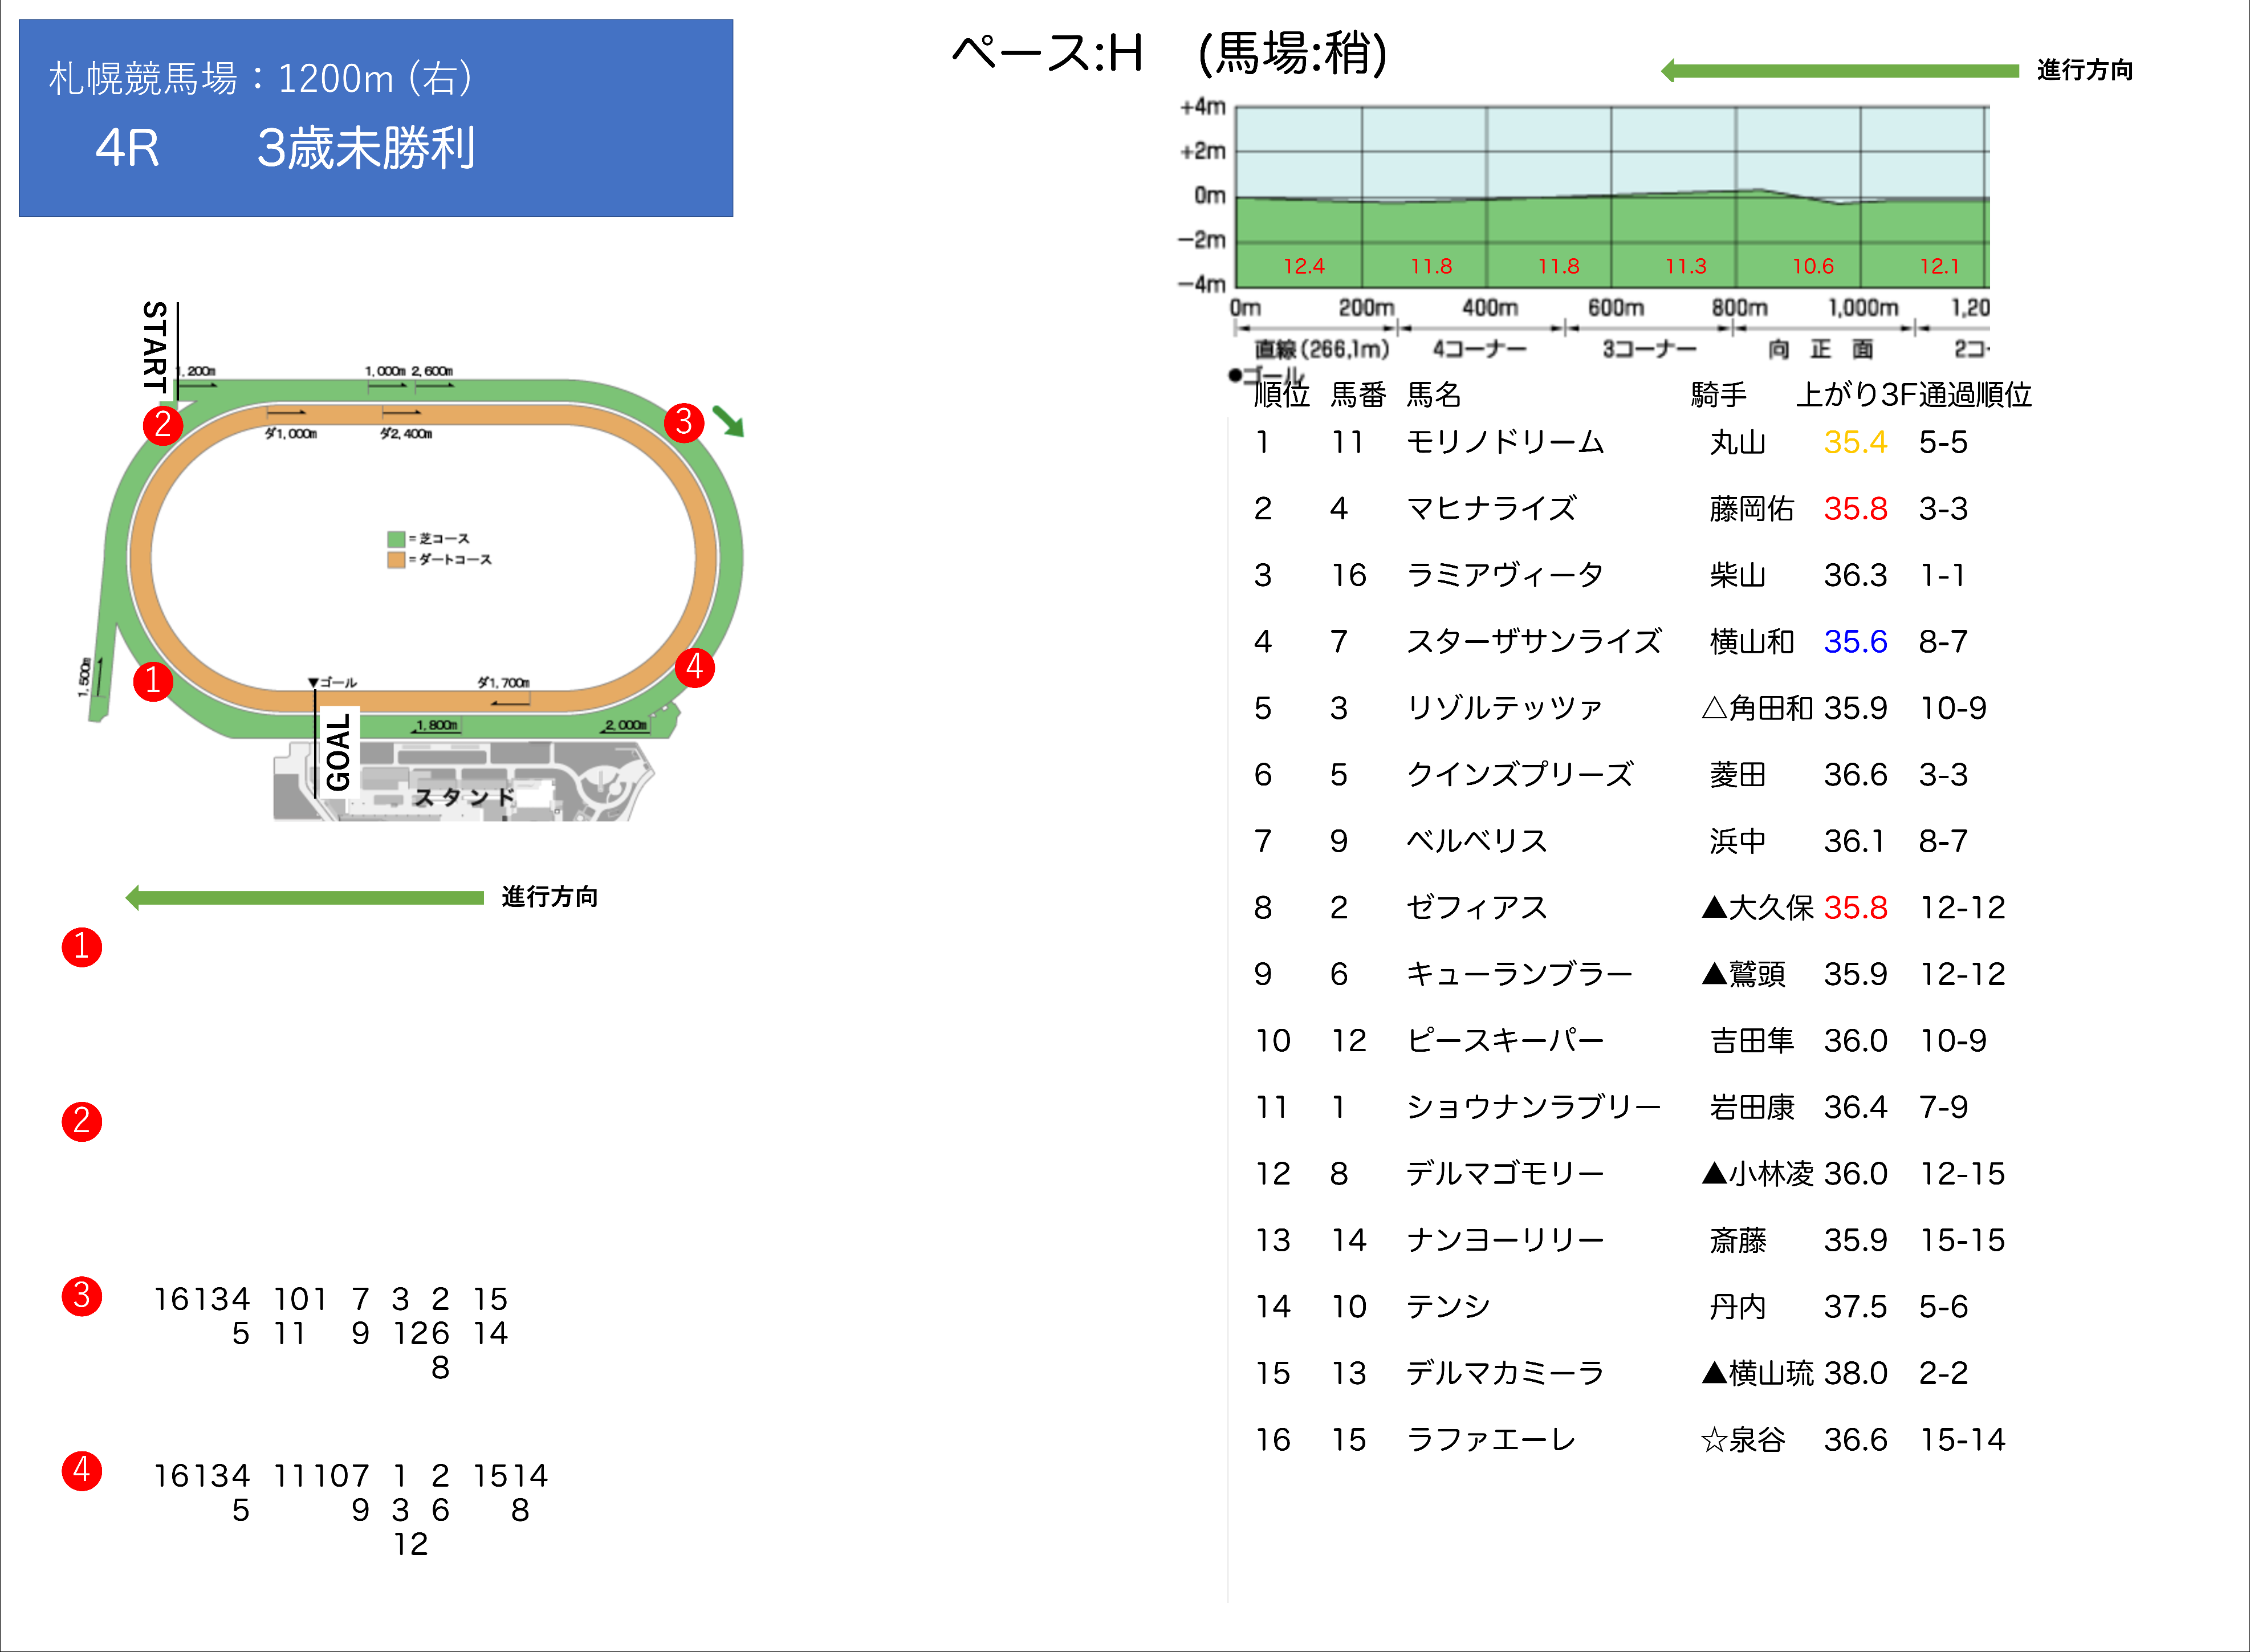 札幌競馬場：1200m (右)
4R 3歳未勝利
ペース:H (馬場:稍)
進行方向
+4m
+2m
0m
−2m
−4m
12.4 11.8 11.8 11.3 10.6 12.1
0m 200m 400m 600m 800m 1,000m 1,20
直線(266,1m) 4コーナー 3コーナー 向正面 2コ
●ゴール
START
1,200m 1,000m 2,600m
ダ1,000m ダ2,400m
2
3
=芝コース
=ダートコース
1,500m
1
4
▼ゴール ダ1,700m
1,800m 2,000m
GOAL
スタンド
進行方向
1
2
3 16134 101 7 3 2 15
5 11 9 126 14
8
4 16134 11107 1 2 1514
5 9 3 6 8
12
順位 馬番 馬名 騎手 上がり3F通過順位
1 11 モリノドリーム 丸山 35.4 5-5
2 4 マヒナライズ 藤岡佑 35.8 3-3
3 16 ラミアヴィータ 柴山 36.3 1-1
4 7 スターザサンライズ 横山和 35.6 8-7
5 3 リゾルテッツァ △角田和 35.9 10-9
6 5 クインズプリーズ 菱田 36.6 3-3
7 9 ベルベリス 浜中 36.1 8-7
8 2 ゼフィアス ▲大久保 35.8 12-12
9 6 キューランブラー ▲鷲頭 35.9 12-12
10 12 ピースキーパー 吉田隼 36.0 10-9
11 1 ショウナンラブリー 岩田康 36.4 7-9
12 8 デルマゴモリー ▲小林凌 36.0 12-15
13 14 ナンヨーリリー 斎藤 35.9 15-15
14 10 テンシ 丹内 37.5 5-6
15 13 デルマカミーラ ▲横山琉 38.0 2-2
16 15 ラファエーレ ☆泉谷 36.6 15-14